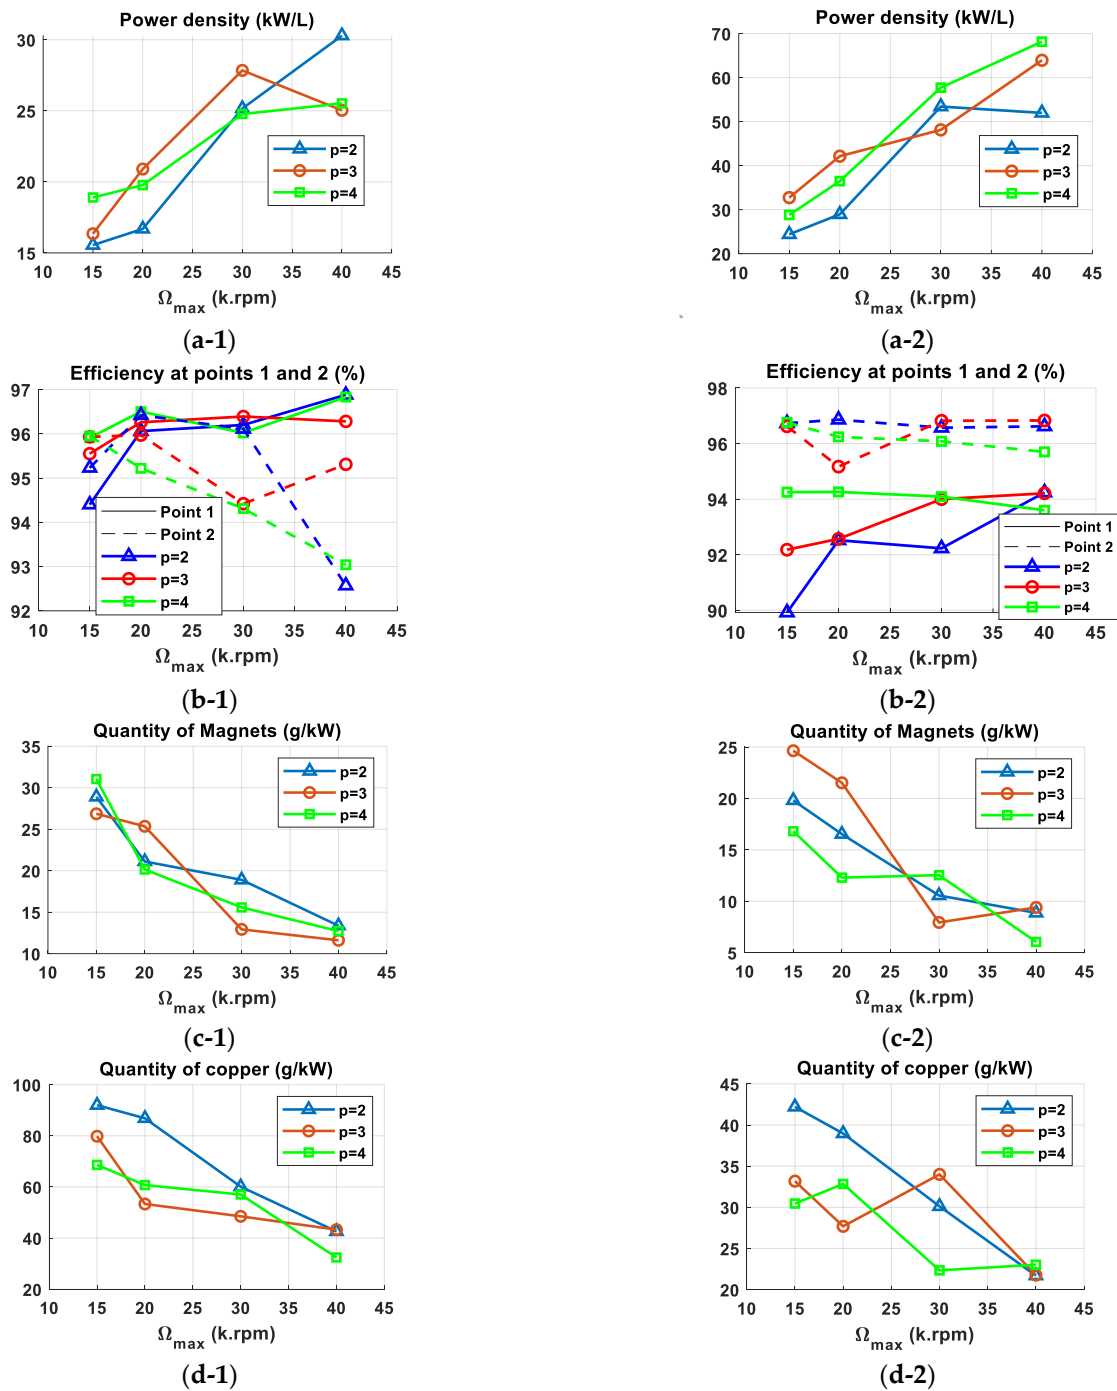 Power density (kW/L)
30
25
20
15
p=2
p=3
p=4
10 15 20 25 30 35 40 45
Ωmax (k.rpm)
(a-1)
Power density (kW/L)
70
60
50
40
30
20
p=2
p=3
p=4
10 15 20 25 30 35 40 45
Ωmax (k.rpm)
(a-2)
Efficiency at points 1 and 2 (%)
97
96
95
94
93
92
Point 1
Point 2
p=2
p=3
p=4
10 15 20 25 30 35 40 45
Ωmax (k.rpm)
(b-1)
Efficiency at points 1 and 2 (%)
98
96
94
92
90
Point 1
Point 2
p=2
p=3
p=4
10 15 20 25 30 35 40 45
Ωmax (k.rpm)
(b-2)
Quantity of Magnets (g/kW)
35
30
25
20
15
10
p=2
p=3
p=4
10 15 20 25 30 35 40 45
Ωmax (k.rpm)
(c-1)
Quantity of Magnets (g/kW)
25
20
15
10
5
p=2
p=3
p=4
10 15 20 25 30 35 40 45
Ωmax (k.rpm)
(c-2)
Quantity of copper (g/kW)
100
80
60
40
20
p=2
p=3
p=4
10 15 20 25 30 35 40 45
Ωmax (k.rpm)
(d-1)
Quantity of copper (g/kW)
45
40
35
30
25
20
p=2
p=3
p=4
10 15 20 25 30 35 40 45
Ωmax (k.rpm)
(d-2)